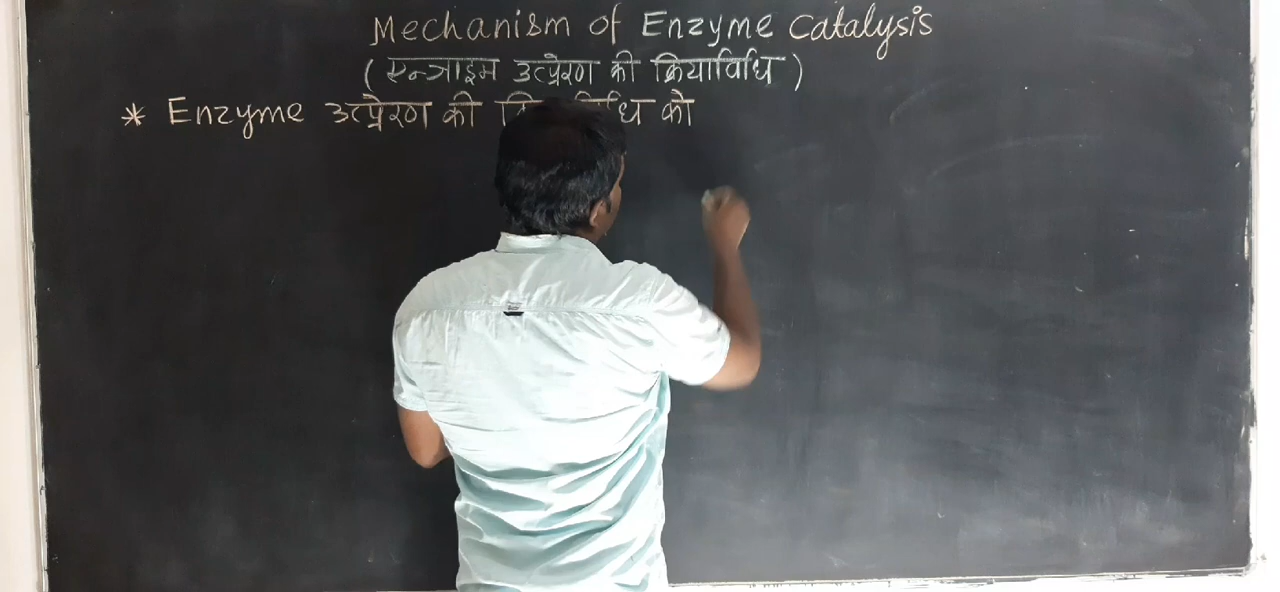 Mechanism of Enzyme Catalysis
(एन्जाइम उत्प्रेरण की क्रियाविधि)
* Enzyme उत्प्रेरण की को